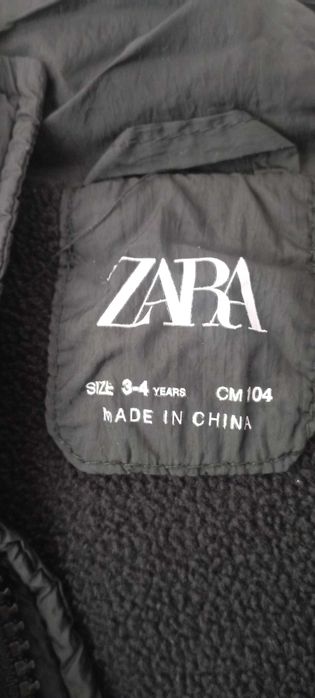 ZARA
SIZE 3-4 YEARS CM 104
MADE IN CHINA